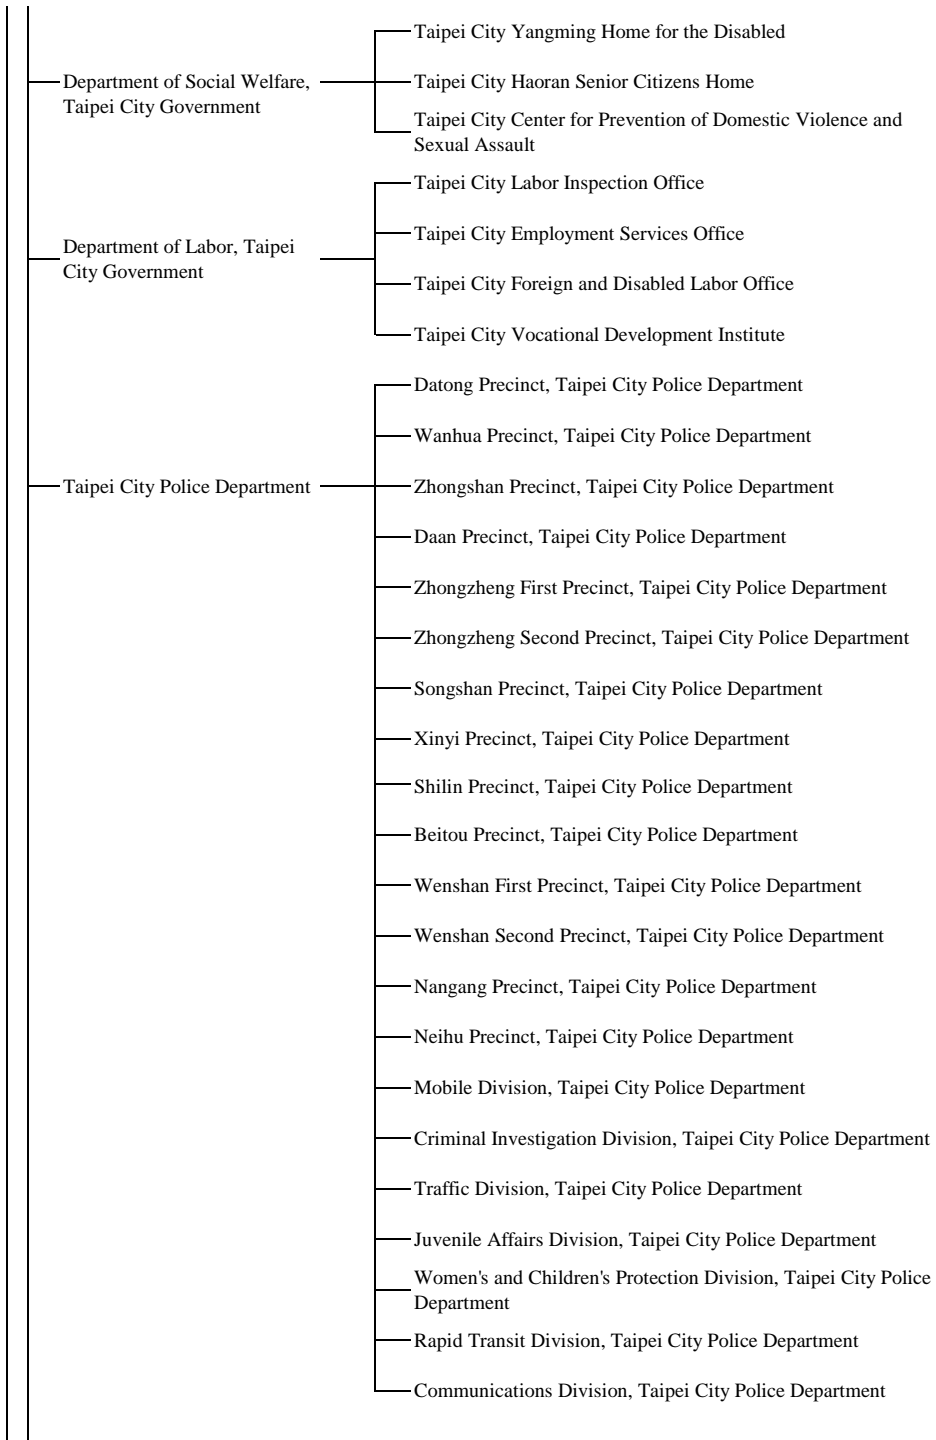 Taipei City Yangming Home for the Disabled
Department of Social Welfare,
Taipei City Government
Taipei City Haoran Senior Citizens Home
Taipei City Center for Prevention of Domestic Violence and
Sexual Assault
Taipei City Labor Inspection Office
Department of Labor, Taipei
City Government
Taipei City Employment Services Office
Taipei City Foreign and Disabled Labor Office
Taipei City Vocational Development Institute
Datong Precinct, Taipei City Police Department
Wanhua Precinct, Taipei City Police Department
Taipei City Police Department
Zhongshan Precinct, Taipei City Police Department
Daan Precinct, Taipei City Police Department
Zhongzheng First Precinct, Taipei City Police Department
Zhongzheng Second Precinct, Taipei City Police Department
Songshan Precinct, Taipei City Police Department
Xinyi Precinct, Taipei City Police Department
Shilin Precinct, Taipei City Police Department
Beitou Precinct, Taipei City Police Department
Wenshan First Precinct, Taipei City Police Department
Wenshan Second Precinct, Taipei City Police Department
Nangang Precinct, Taipei City Police Department
Neihu Precinct, Taipei City Police Department
Mobile Division, Taipei City Police Department
Criminal Investigation Division, Taipei City Police Department
Traffic Division, Taipei City Police Department
Juvenile Affairs Division, Taipei City Police Department
Women's and Children's Protection Division, Taipei City Police
Department
Rapid Transit Division, Taipei City Police Department
Communications Division, Taipei City Police Department